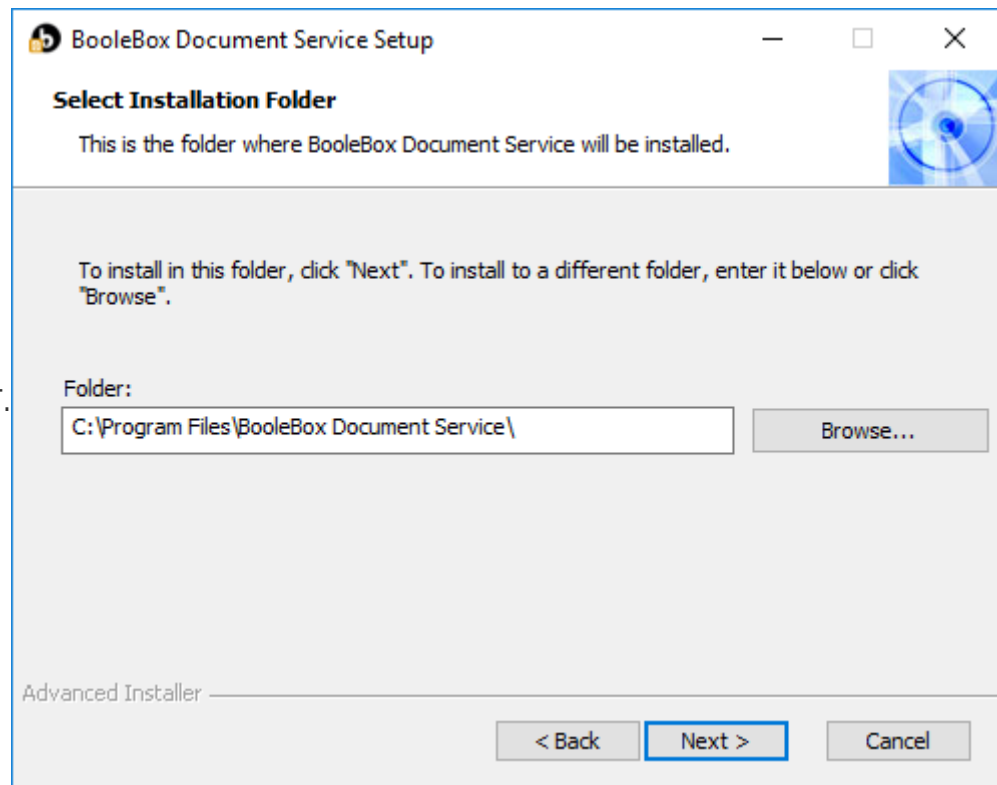 BooleBox Document Service Setup
Select Installation Folder
This is the folder where BooleBox Document Service will be installed.
To install in this folder, click "Next". To install to a different folder, enter it below or click
"Browse".
Folder:
C:\Program Files\BooleBox Document Service\
Browse...
Advanced Installer
< Back
Next >
Cancel